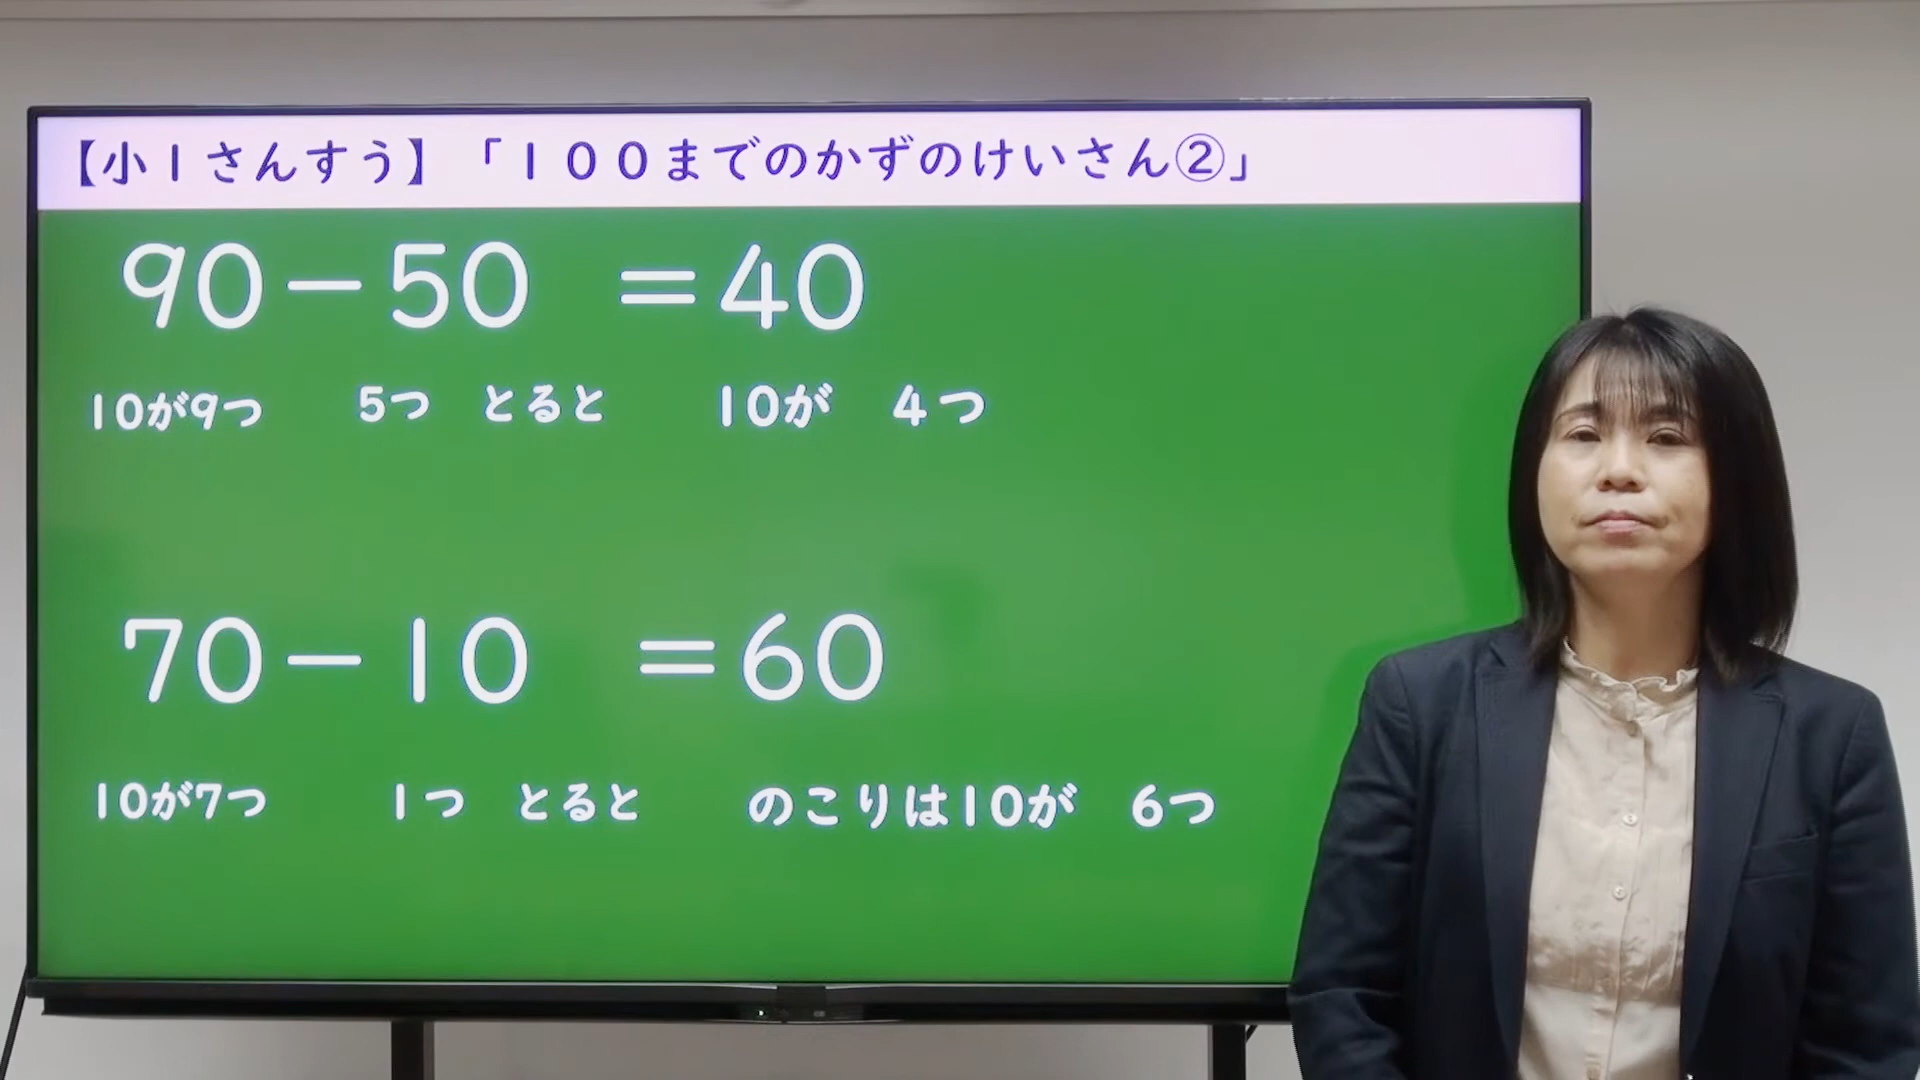 【小1さんすう】「100までのかずのけいさん②」
90－50　＝40
10が9つ　5つ　とると　10が　4つ
70－10　＝60
10が7つ　1つ　とると　のこりは10が　6つ